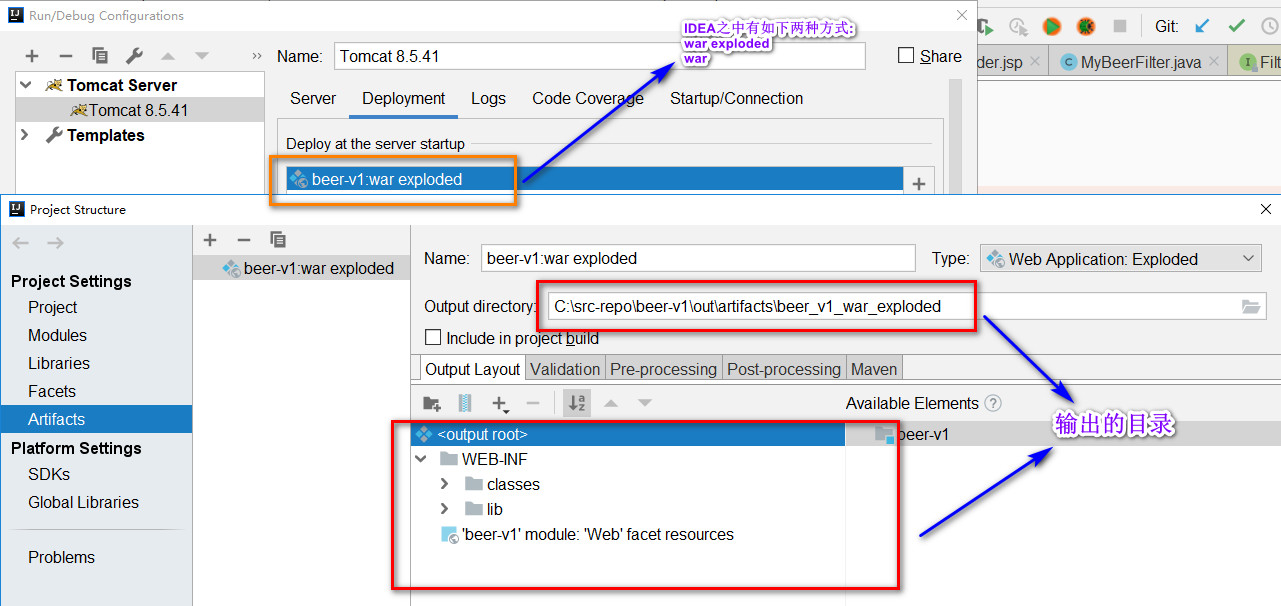 Run/Debug Configurations
Name: Tomcat 8.5.41
Share
Tomcat Server
Tomcat 8.5.41
Templates
Server Deployment Logs Code Coverage Startup/Connection
Deploy at the server startup
beer-v1:war exploded
IDEA之中有如下两种方式:
war exploded
war
Git:
der.jsp MyBeerFilter.java Filt
Project Structure
Project Settings
Project
Modules
Libraries
Facets
Artifacts
Platform Settings
SDKs
Global Libraries
Problems
beer-v1:war exploded
Name: beer-v1:war exploded Type: Web Application: Exploded
Output directory: C:\src-repo\beer-v1\out\artifacts\beer_v1_war_exploded
Include in project build
Output Layout Validation Pre-processing Post-processing Maven
Available Elements ?
<output root>
WEB-INF
classes
lib
'beer-v1' module: 'Web' facet resources
beer-v1
输出的目录